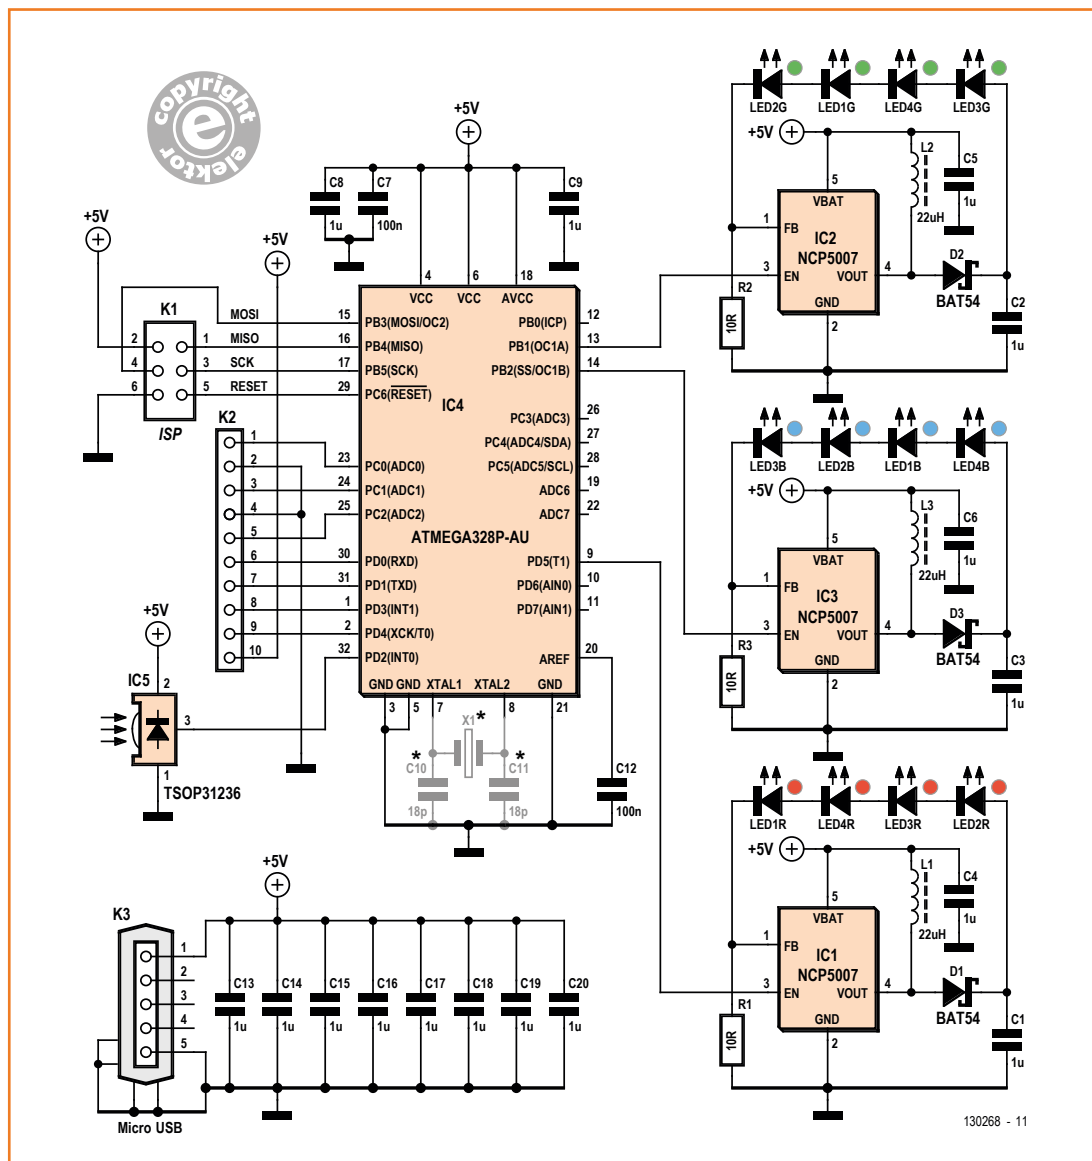 copyright
e
elektor
+5V
C8
1u
C7
100n
C9
1u
+5V
+5V
4
6
18
VCC
VCC
AVCC
K1
2
1
4
3
6
5
ISP
MOSI
MISO
SCK
RESET
15
16
17
29
PB3(MOSI/OC2)
PB4(MISO)
PB5(SCK)
PC6(RESET)
IC4
PB0(ICP)
12
PB1(OC1A)
13
PB2(SS/OC1B)
14
PC3(ADC3)
26
PC4(ADC4/SDA)
27
PC5(ADC5/SCL)
28
ADC6
19
ADC7
22
K2
1
2
3
4
5
6
7
8
9
10
23
PC0(ADC0)
24
PC1(ADC1)
25
PC2(ADC2)
ATMEGA328P-AU
30
PD0(RXD)
31
PD1(TXD)
1
PD3(INT1)
2
PD4(XCK/T0)
32
PD2(INT0)
PD5(T1)
9
PD6(AIN0)
10
PD7(AIN1)
11
AREF
20
GND
GND
XTAL1
XTAL2
GND
3
5
7
8
21
X1
*
*
C10
18p
*
C11
18p
C12
100n
+5V
IC5
2
3
1
TSOP31236
LED2G
LED1G
LED4G
LED3G
+5V
5
VBAT
1
FB
IC2
NCP5007
3
EN
VOUT
4
GND
2
L2
22uH
C5
1u
D2
BAT54
R2
10R
C2
1u
LED3B
LED2B
LED1B
LED4B
+5V
5
VBAT
1
FB
IC3
NCP5007
3
EN
VOUT
4
GND
2
L3
22uH
C6
1u
D3
BAT54
R3
10R
C3
1u
LED1R
LED4R
LED3R
LED2R
+5V
5
VBAT
1
FB
IC1
NCP5007
3
EN
VOUT
4
GND
2
L1
22uH
C4
1u
D1
BAT54
R1
10R
C1
1u
+5V
K3
1
2
3
4
5
Micro USB
C13
1u
C14
1u
C15
1u
C16
1u
C17
1u
C18
1u
C19
1u
C20
1u
130268 - 11